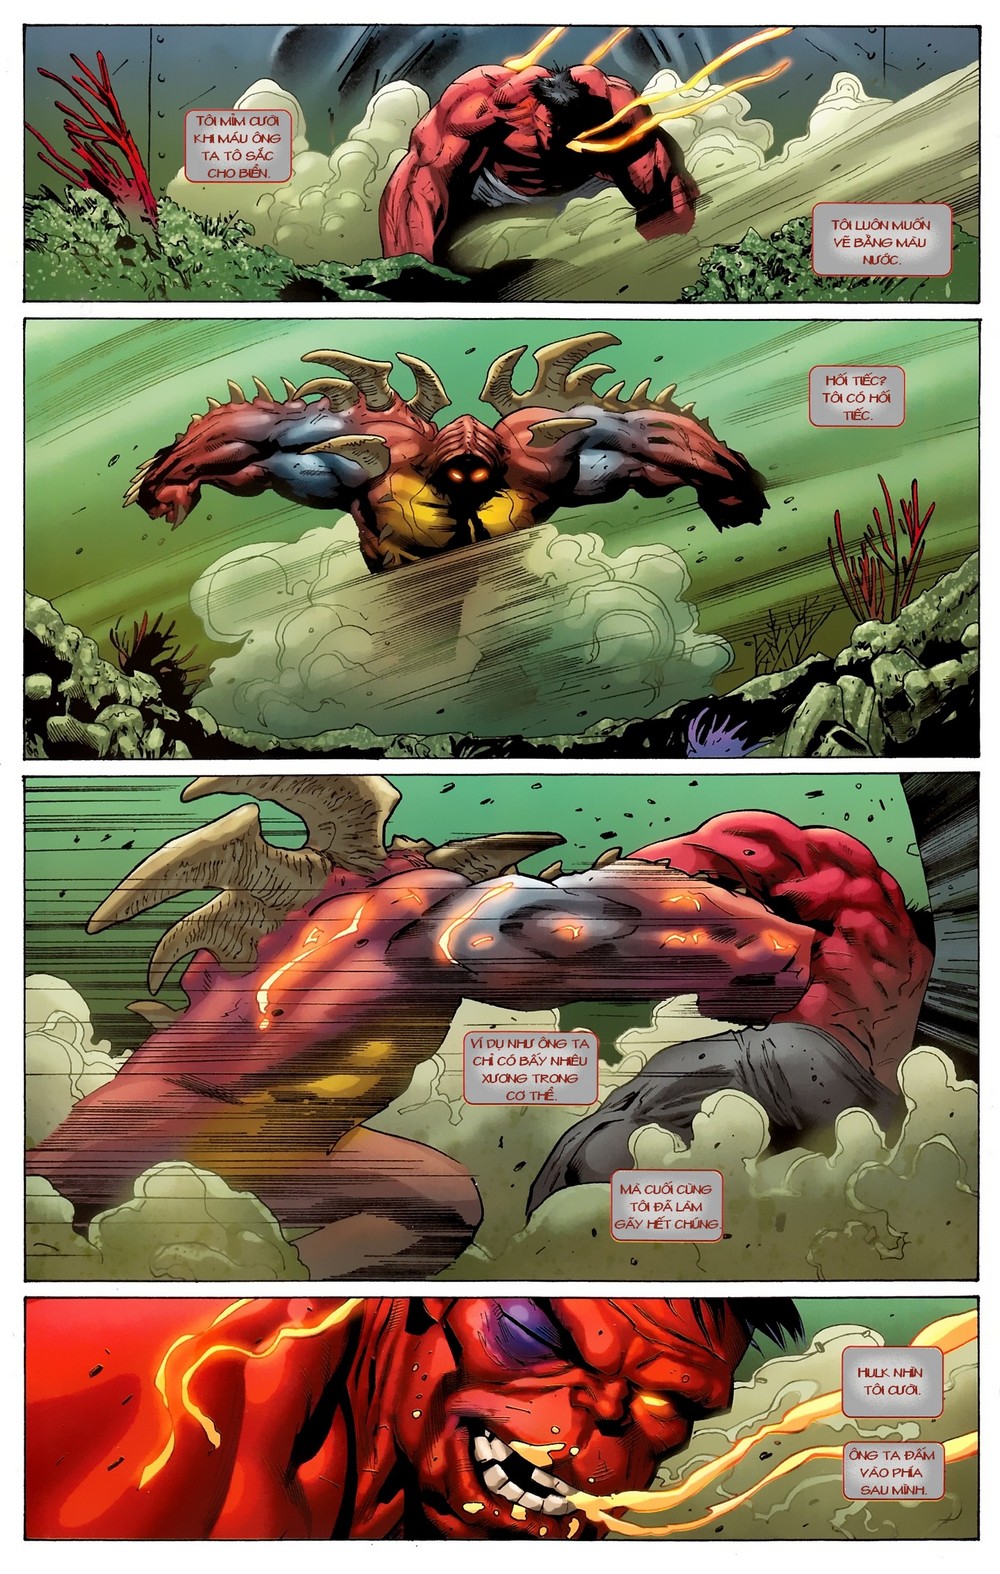 TÔI MỈM CƯỜI
KHI MÁU ÔNG
TA TÔ SẮC
CHO BIỂN.
TÔI LUÔN MUỐN
VẼ BẰNG MÀU
NƯỚC.
HỐI TIẾC?
TÔI CÓ HỐI
TIẾC.
VÍ DỤ NHƯ ÔNG TA
CHỈ CÓ BẤY NHIÊU
XƯƠNG TRONG
CƠ THỂ.
MÀ CUỐI CÙNG
TÔI ĐÃ LÀM
GÃY HẾT CHÚNG.
HULK NHÌN
TÔI CƯỜI.
ÔNG TA ĐẤM
VÀO PHÍA
SAU MÌNH.